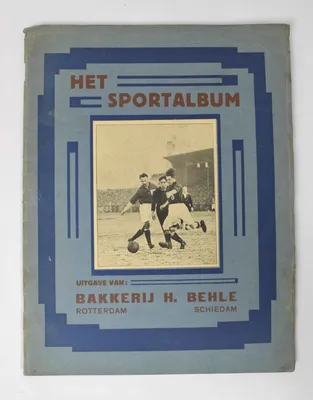 HET
SPORTALBUM
UITGAVE VAN:
BAKKERIJ H. BEHLE
ROTTERDAM SCHIEDAM